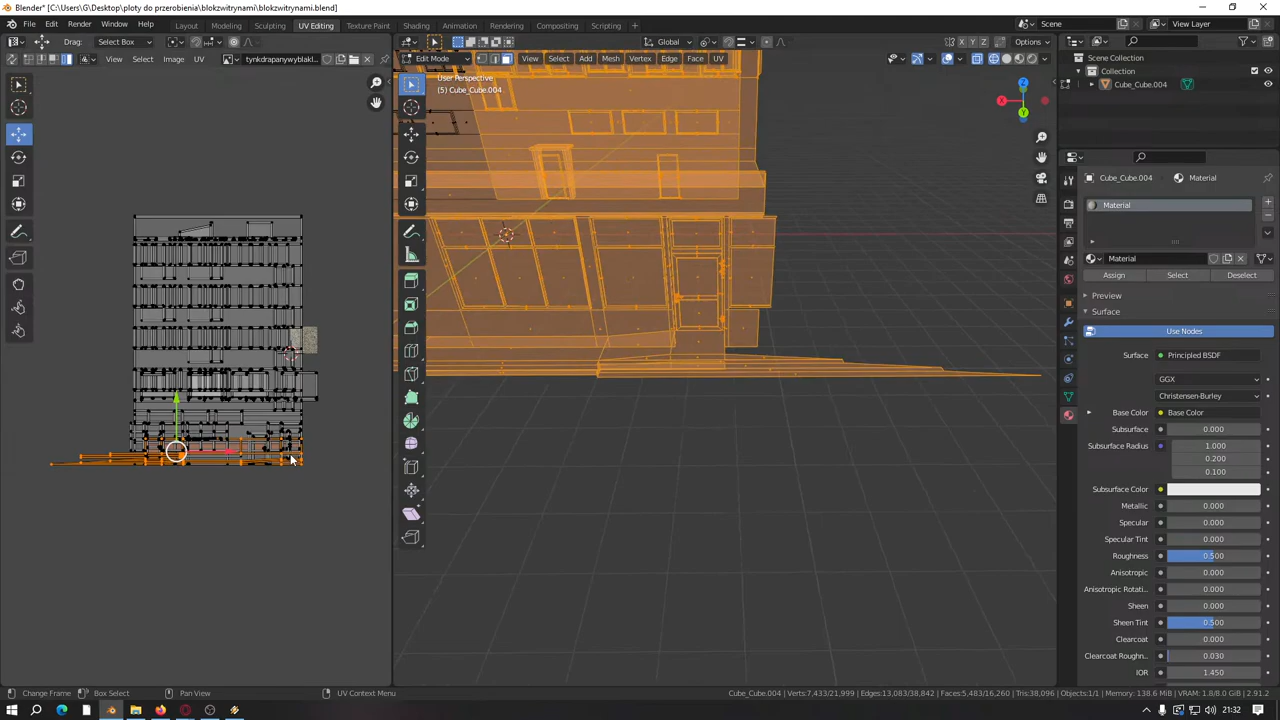 Blender* [C:\Users\G\Desktop\ploty do przerobienia\blokzwitrynami\blokzwitrynami.blend]
File Edit Render Window Help
Layout Modeling Sculpting UV Editing Texture Paint Shading Animation Rendering Compositing Scripting
Scene View Layer
Drag: Select Box
Global
Options
View Select Image UV tynkdrapanywyblakl...
Edit Mode
View Select Add Mesh Vertex Edge Face UV
X Y Z
User Perspective
(5) Cube_Cube.004
Z
X
Y
Scene Collection
Collection
Cube_Cube.004
Cube_Cube.004 Material
Material
Material
Assign Select Deselect
Preview
Surface
Use Nodes
Surface Principled BSDF
GGX
Christensen-Burley
Base Color Base Color
Subsurface 0.000
Subsurface Radius 1.000
0.200
0.100
Subsurface Color
Metallic 0.000
Specular 0.000
Specular Tint 0.000
Roughness 0.500
Anisotropic 0.000
Anisotropic Rotati... 0.000
Sheen 0.000
Sheen Tint 0.500
Clearcoat 0.000
Clearcoat Roughn... 0.030
IOR 1.450
Change Frame Box Select Pan View UV Context Menu
Cube_Cube.004 | Verts:7,433/21,999 | Edges:13,083/38,842 | Faces:5,483/16,260 | Tris:38,096 | Objects:1/1 | Memory: 138.6 MiB | VRAM: 1.8/8.0 GiB | 2.91.2
21:32